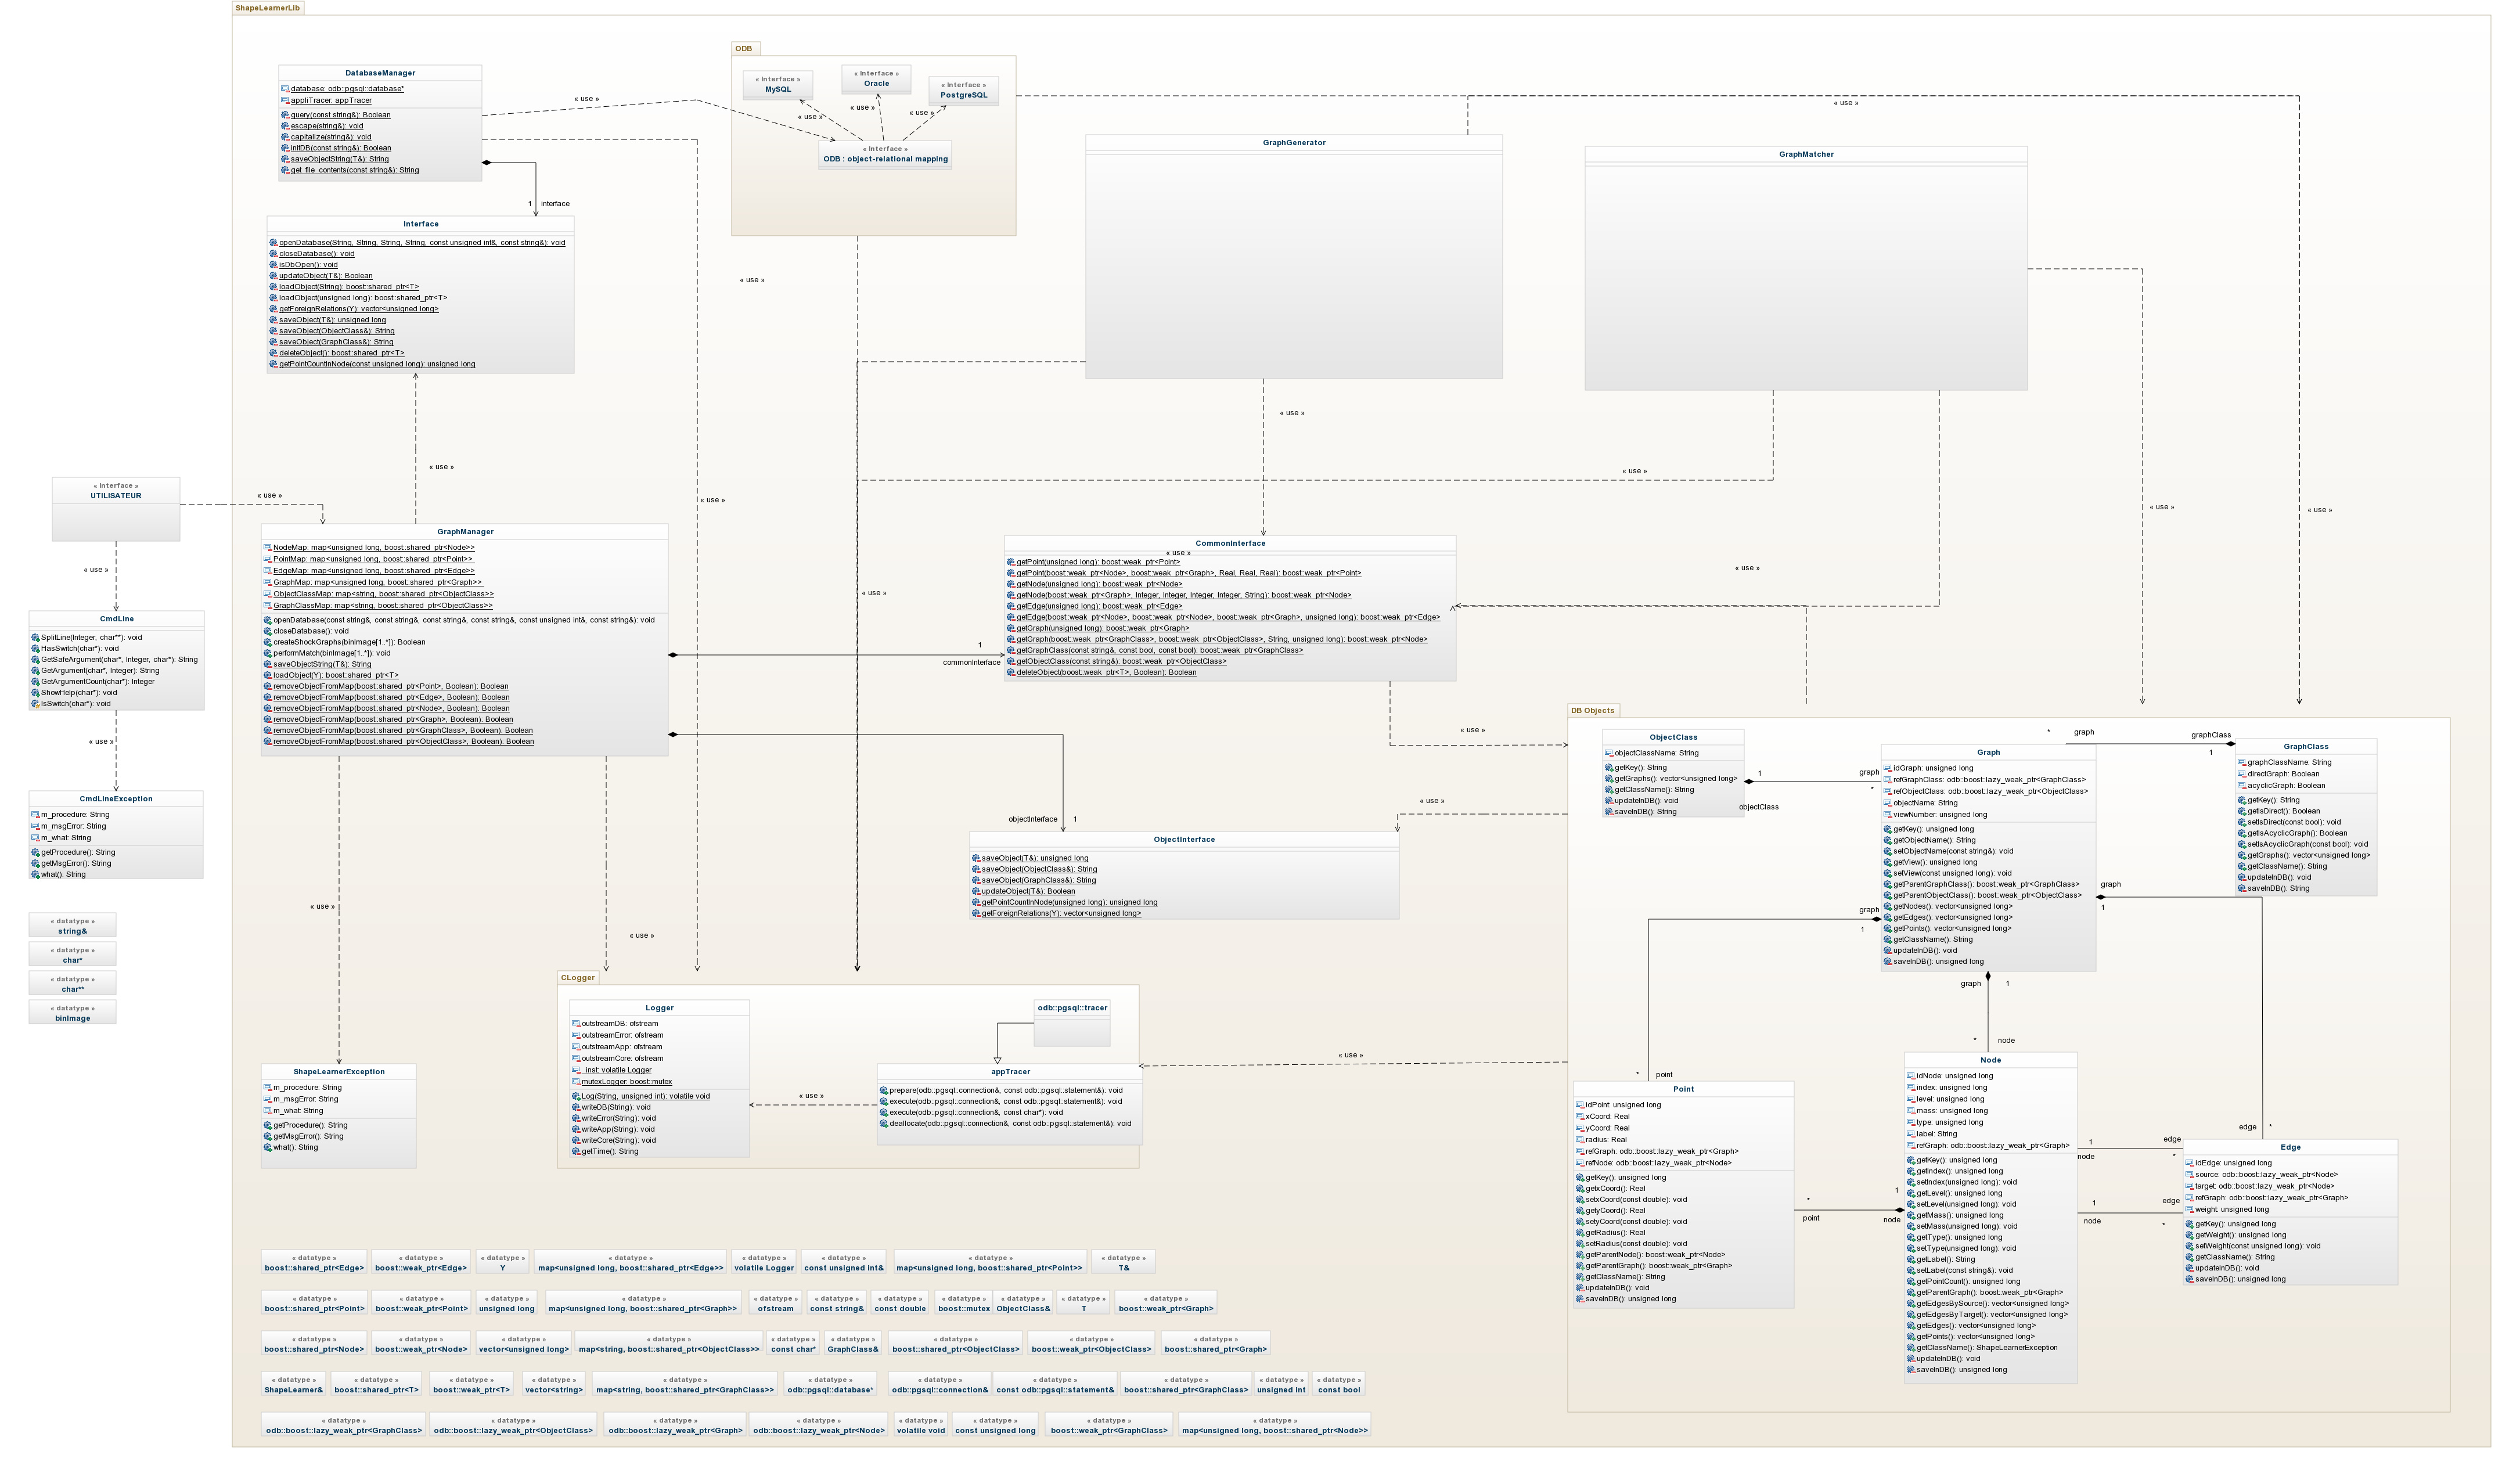 ShapeLearnerLib
DatabaseManager
database: odb::pgsql::database*
appliTracer: appTracer
query(const string&): Boolean
escape(string&): void
capitalize(string&): void
initDB(const string&): Boolean
saveObjectString(T&): String
get_file_contents(const string&): String
« use »
1 interface
ODB
« Interface »
MySQL
« Interface »
Oracle
« Interface »
PostgreSQL
« use »
« use »
« use »
« Interface »
ODB : object-relational mapping
« use »
GraphGenerator
GraphMatcher
Interface
openDatabase(String, String, String, String, const unsigned int&, const string&): void
closeDatabase(): void
isDbOpen(): void
updateObject(T&): Boolean
loadObject(String): boost::shared_ptr<T>
loadObject(unsigned long): boost::shared_ptr<T>
getForeignRelations(Y): vector<unsigned long>
saveObject(T&): unsigned long
saveObject(ObjectClass&): String
saveObject(GraphClass&): String
deleteObject(): boost::shared_ptr<T>
getPointCountInNode(const unsigned long): unsigned long
« use »
« use »
« use »
« use »
« use »
« use »
« use »
« use »
« use »
« Interface »
UTILISATEUR
« use »
CmdLine
SplitLine(Integer, char**): void
HasSwitch(char*): void
GetSafeArgument(char*, Integer, char*): String
GetArgument(char*, Integer): String
GetArgumentCount(char*): Integer
ShowHelp(char*): void
IsSwitch(char*): void
« use »
CmdLineException
m_procedure: String
m_msgError: String
m_what: String
getProcedure(): String
getMsgError(): String
what(): String
« datatype »
string&
« datatype »
char*
« datatype »
char**
« datatype »
binImage
GraphManager
NodeMap: map<unsigned long, boost::shared_ptr<Node>>
PointMap: map<unsigned long, boost::shared_ptr<Point>>
EdgeMap: map<unsigned long, boost::shared_ptr<Edge>>
GraphMap: map<unsigned long, boost::shared_ptr<Graph>>
ObjectClassMap: map<string, boost::shared_ptr<ObjectClass>>
GraphClassMap: map<string, boost::shared_ptr<ObjectClass>>
openDatabase(const string&, const string&, const string&, const string&, const unsigned int&, const string&): void
closeDatabase(): void
createShockGraphs(binImage[1..*]): Boolean
performMatch(binImage[1..*]): void
saveObjectString(T&): String
loadObject(Y): boost::shared_ptr<T>
removeObjectFromMap(boost::shared_ptr<Point>, Boolean): Boolean
removeObjectFromMap(boost::shared_ptr<Edge>, Boolean): Boolean
removeObjectFromMap(boost::shared_ptr<Node>, Boolean): Boolean
removeObjectFromMap(boost::shared_ptr<Graph>, Boolean): Boolean
removeObjectFromMap(boost::shared_ptr<GraphClass>, Boolean): Boolean
removeObjectFromMap(boost::shared_ptr<ObjectClass>, Boolean): Boolean
1
commonInterface
objectInterface 1
CommonInterface
« use »
getPoint(unsigned long): boost::weak_ptr<Point>
getPoint(boost::weak_ptr<Node>, boost::weak_ptr<Graph>, Real, Real, Real): boost::weak_ptr<Point>
getNode(unsigned long): boost::weak_ptr<Node>
getNode(boost::weak_ptr<Graph>, Integer, Integer, Integer, Integer, String): boost::weak_ptr<Node>
getEdge(unsigned long): boost::weak_ptr<Edge>
getEdge(boost::weak_ptr<Node>, boost::weak_ptr<Node>, boost::weak_ptr<Graph>, unsigned long): boost::weak_ptr<Edge>
getGraph(unsigned long): boost::weak_ptr<Graph>
getGraph(boost::weak_ptr<GraphClass>, boost::weak_ptr<ObjectClass>, String, unsigned long): boost::weak_ptr<Node>
getGraphClass(const string&, const bool, const bool): boost::weak_ptr<GraphClass>
getObjectClass(const string&): boost::weak_ptr<ObjectClass>
deleteObject(boost::weak_ptr<T>, Boolean): Boolean
« use »
« use »
« use »
ObjectInterface
saveObject(T&): unsigned long
saveObject(ObjectClass&): String
saveObject(GraphClass&): String
updateObject(T&): Boolean
getPointCountInNode(unsigned long): unsigned long
getForeignRelations(Y): vector<unsigned long>
« use »
« use »
CLogger
Logger
outstreamDB: ofstream
outstreamError: ofstream
outstreamApp: ofstream
outstreamCore: ofstream
_inst: volatile Logger
mutexLogger: boost::mutex
Log(String, unsigned int): volatile void
writeDB(String): void
writeError(String): void
writeApp(String): void
writeCore(String): void
getTime(): String
odb::pgsql::tracer
« use »
appTracer
prepare(odb::pgsql::connection&, const odb::pgsql::statement&): void
execute(odb::pgsql::connection&, const odb::pgsql::statement&): void
execute(odb::pgsql::connection&, const char*): void
deallocate(odb::pgsql::connection&, const odb::pgsql::statement&): void
« use »
ShapeLearnerException
m_procedure: String
m_msgError: String
m_what: String
getProcedure(): String
getMsgError(): String
what(): String
DB Objects
ObjectClass
objectClassName: String
getKey(): String
getGraphs(): vector<unsigned long>
getClassName(): String
updateInDB(): void
saveInDB(): String
1
objectClass
graph
*
Graph
idGraph: unsigned long
refGraphClass: odb::boost::lazy_weak_ptr<GraphClass>
refObjectClass: odb::boost::lazy_weak_ptr<ObjectClass>
objectName: String
viewNumber: unsigned long
getKey(): unsigned long
getObjectName(): String
setObjectName(const string&): void
getView(): unsigned long
setView(const unsigned long): void
getParentGraphClass(): boost::weak_ptr<GraphClass>
getParentObjectClass(): boost::weak_ptr<ObjectClass>
getNodes(): vector<unsigned long>
getEdges(): vector<unsigned long>
getPoints(): vector<unsigned long>
getClassName(): String
updateInDB(): void
saveInDB(): unsigned long
* graph
graphClass
1
GraphClass
graphClassName: String
directGraph: Boolean
acyclicGraph: Boolean
getKey(): String
getIsDirect(): Boolean
setIsDirect(const bool): void
getIsAcyclicGraph(): Boolean
setIsAcyclicGraph(const bool): void
getGraphs(): vector<unsigned long>
getClassName(): String
updateInDB(): void
saveInDB(): String
graph
1
graph
1
graph 1
* node
* point
edge *
Point
idPoint: unsigned long
xCoord: Real
yCoord: Real
radius: Real
refGraph: odb::boost::lazy_weak_ptr<Graph>
refNode: odb::boost::lazy_weak_ptr<Node>
getKey(): unsigned long
getxCoord(): Real
setxCoord(const double): void
getyCoord(): Real
setyCoord(const double): void
getRadius(): Real
setRadius(const double): void
getParentNode(): boost::weak_ptr<Node>
getParentGraph(): boost::weak_ptr<Graph>
getClassName(): String
updateInDB(): void
saveInDB(): unsigned long
*
point
1
node
Node
idNode: unsigned long
index: unsigned long
level: unsigned long
mass: unsigned long
type: unsigned long
label: String
refGraph: odb::boost::lazy_weak_ptr<Graph>
getKey(): unsigned long
getIndex(): unsigned long
setIndex(unsigned long): void
getLevel(): unsigned long
setLevel(unsigned long): void
getMass(): unsigned long
setMass(unsigned long): void
getType(): unsigned long
setType(unsigned long): void
getLabel(): String
setLabel(const string&): void
getPointCount(): unsigned long
getParentGraph(): boost::weak_ptr<Graph>
getEdgesBySource(): vector<unsigned long>
getEdgesByTarget(): vector<unsigned long>
getEdges(): vector<unsigned long>
getPoints(): vector<unsigned long>
getClassName(): ShapeLearnerException
updateInDB(): void
saveInDB(): unsigned long
1 edge
node *
1 edge
node *
Edge
idEdge: unsigned long
source: odb::boost::lazy_weak_ptr<Node>
target: odb::boost::lazy_weak_ptr<Node>
refGraph: odb::boost::lazy_weak_ptr<Graph>
weight: unsigned long
getKey(): unsigned long
getWeight(): unsigned long
setWeight(const unsigned long): void
getClassName(): String
updateInDB(): void
saveInDB(): unsigned long
« datatype » « datatype » « datatype » « datatype » « datatype » « datatype » « datatype » « datatype »
boost::shared_ptr<Edge> boost::weak_ptr<Edge> Y map<unsigned long, boost::shared_ptr<Edge>> volatile Logger const unsigned int& map<unsigned long, boost::shared_ptr<Point>> T&
« datatype » « datatype » « datatype » « datatype » « datatype » « datatype » « datatype » « datatype » « datatype » « datatype » « datatype »
boost::shared_ptr<Point> boost::weak_ptr<Point> unsigned long map<unsigned long, boost::shared_ptr<Graph>> ofstream const string& const double boost::mutex ObjectClass& T boost::weak_ptr<Graph>
« datatype » « datatype » « datatype » « datatype » « datatype » « datatype » « datatype » « datatype » « datatype »
boost::shared_ptr<Node> boost::weak_ptr<Node> vector<unsigned long> map<string, boost::shared_ptr<ObjectClass>> const char* GraphClass& boost::shared_ptr<ObjectClass> boost::weak_ptr<ObjectClass> boost::shared_ptr<Graph>
« datatype » « datatype » « datatype » « datatype » « datatype » « datatype » « datatype » « datatype » « datatype » « datatype » « datatype »
ShapeLearner& boost::shared_ptr<T> boost::weak_ptr<T> vector<string> map<string, boost::shared_ptr<GraphClass>> odb::pgsql::database* odb::pgsql::connection& const odb::pgsql::statement& boost::shared_ptr<GraphClass> unsigned int const bool
« datatype » « datatype » « datatype » « datatype » « datatype » « datatype » « datatype » « datatype »
odb::boost::lazy_weak_ptr<GraphClass> odb::boost::lazy_weak_ptr<ObjectClass> odb::boost::lazy_weak_ptr<Graph> odb::boost::lazy_weak_ptr<Node> volatile void const unsigned long boost::weak_ptr<GraphClass> map<unsigned long, boost::shared_ptr<Node>>